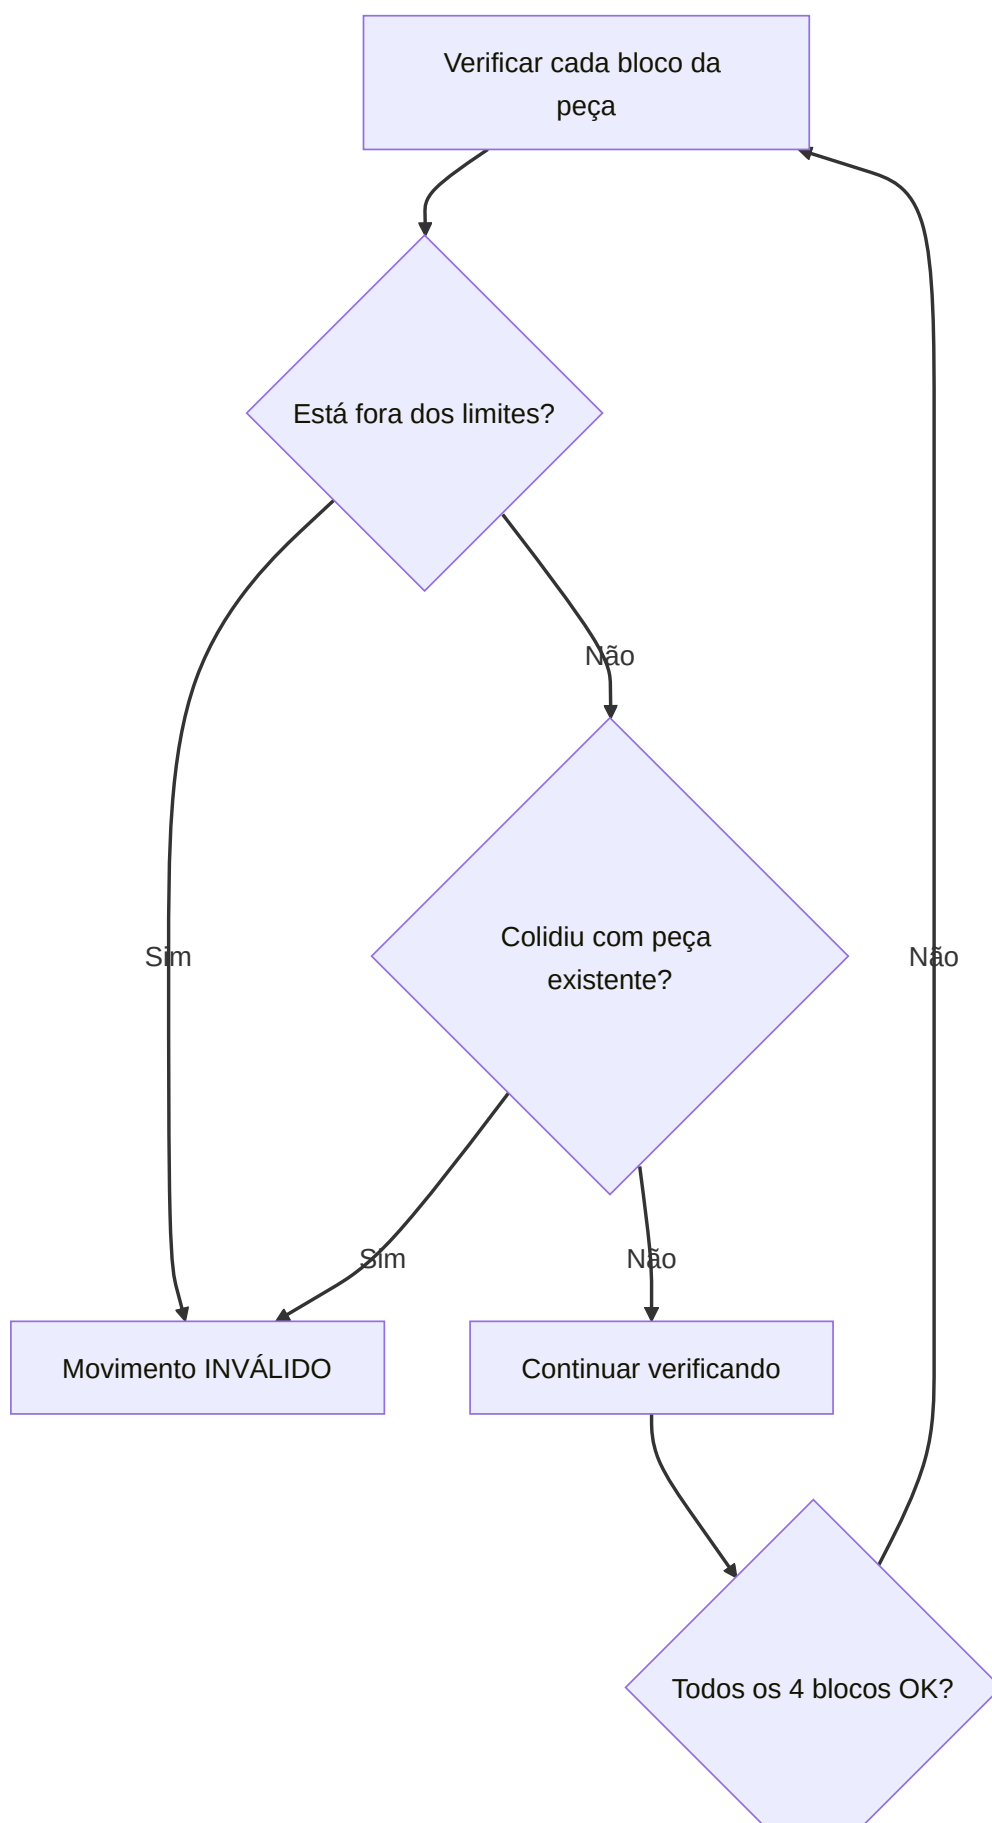 Verificar cada bloco da
peça
Está fora dos limites?
Não
Colidiu com peça
existente?
Sim
Não
Sim
Não
Movimento INVÁLIDO
Continuar verificando
Todos os 4 blocos OK?